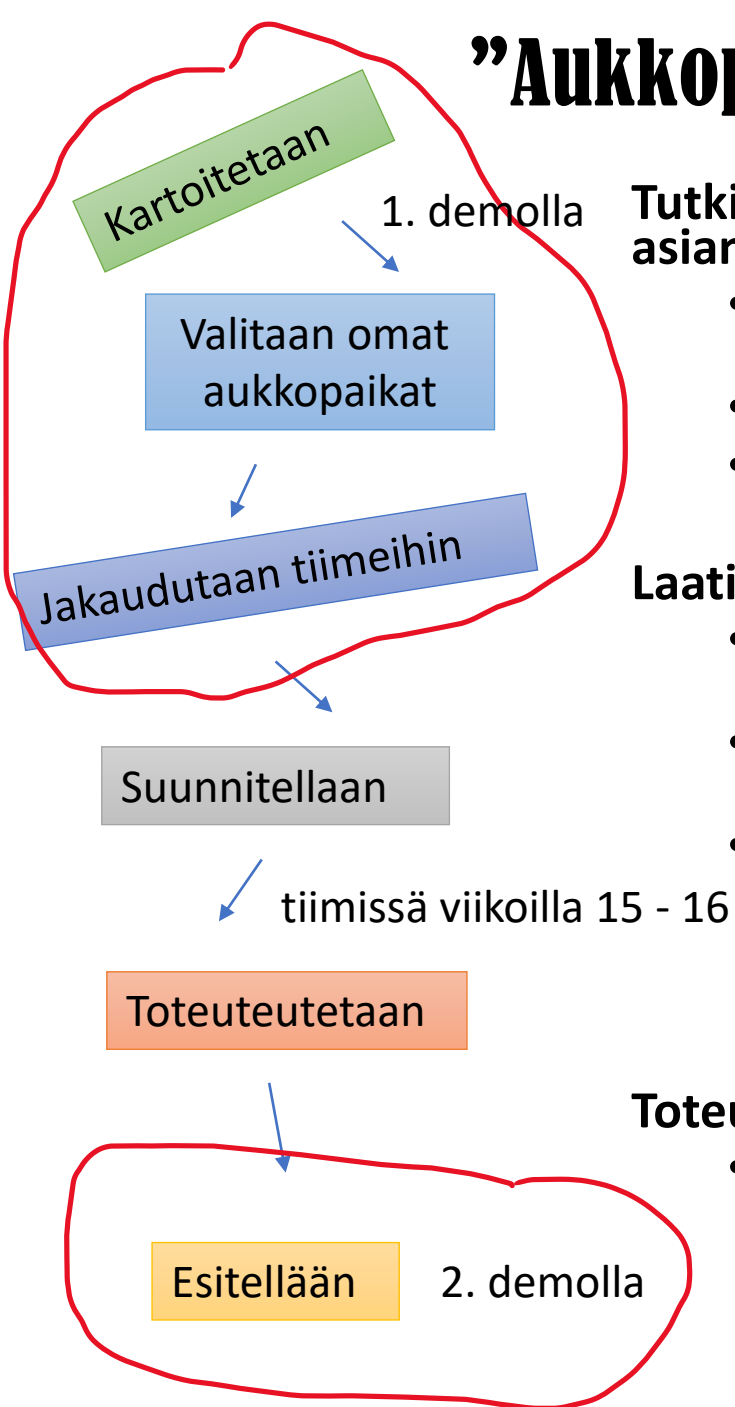 ”Aukkop
Kartoitetaan
1. demolla
Valitaan omat
aukkopaikat
Jakaudutaan tiimeihin
Suunnitellaan
tiimissä viikoilla 15 - 16
Toteuteutetaan
Esitellään
2. demolla
Tutki
asian
Laati
Toteu